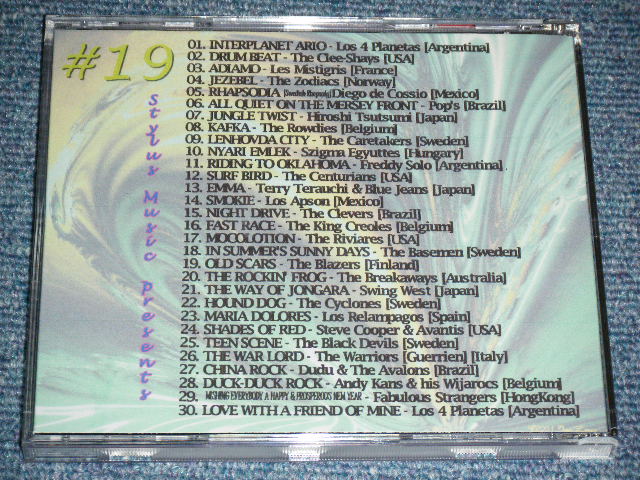 #19
Stylus Music presents
01. INTERPLANET ARIO - Los 4 Planetas [Argentina]
02. DRUM BEAT - The Clee-Shays [USA]
03. ADIAMO - Les Mistigris [France]
04. JEZEBEL - The Zodiacs [Norway]
05. RHAPSODIA [Swedish Rhapsody] Diego de Cossio [Mexico]
06. ALL QUIET ON THE MERSEY FRONT - Pop's [Brazil]
07. JUNGLE TWIST - Hiroshi Tsutsumi [Japan]
08. KAFKA - The Rowdies [Belgium]
09. LENHOVDA CITY - The Caretakers [Sweden]
10. NYARI EMLEK - Szigma Egyuttes [Hungary]
11. RIDING TO OKLAHOMA - Freddy Solo [Argentina].
12. SURF BIRD - The Centurians [USA]
13. EMMA - Terry Terauchi & Blue Jeans [Japan]
14. SMOKIE - Los Apson [Mexico]
15. NIGHT DRIVE - The Clevers [Brazil]
16. FAST RACE - The King Creoles [Belgium]
17. MOCOLOTION - The Riviares [USA]
18. IN SUMMER'S SUNNY DAYS - The Basemen [Sweden]
19. OLD SCARS - The Blazers [Finland]
20. THE ROCKIN' FROG - The Breakaways [Australia]
21. THE WAY OF JONGARA - Swing West [Japan]
22. HOUND DOG - The Cyclones [Sweden]
23. MARIA DOLORES - Los Relampagos [Spain]
24. SHADES OF RED - Steve Cooper & Avantis [USA]
25. TEEN SCENE - The Black Devils [Sweden]
26. THE WAR LORD - The Warriors [Guerrien] [Italy]
27. CHINA ROCK - Dudu & The Avalons [Brazil]
28. DUCK-DUCK ROCK - Andy Kans & his Wijarocs [Belgium]
29. WISHING EVERYBODY A HAPPY & PROSPEROUS NEW YEAR - Fabulous Strangers [HongKong]
30. LOVE WITH A FRIEND OF MINE - Los 4 Planetas [Argentina]